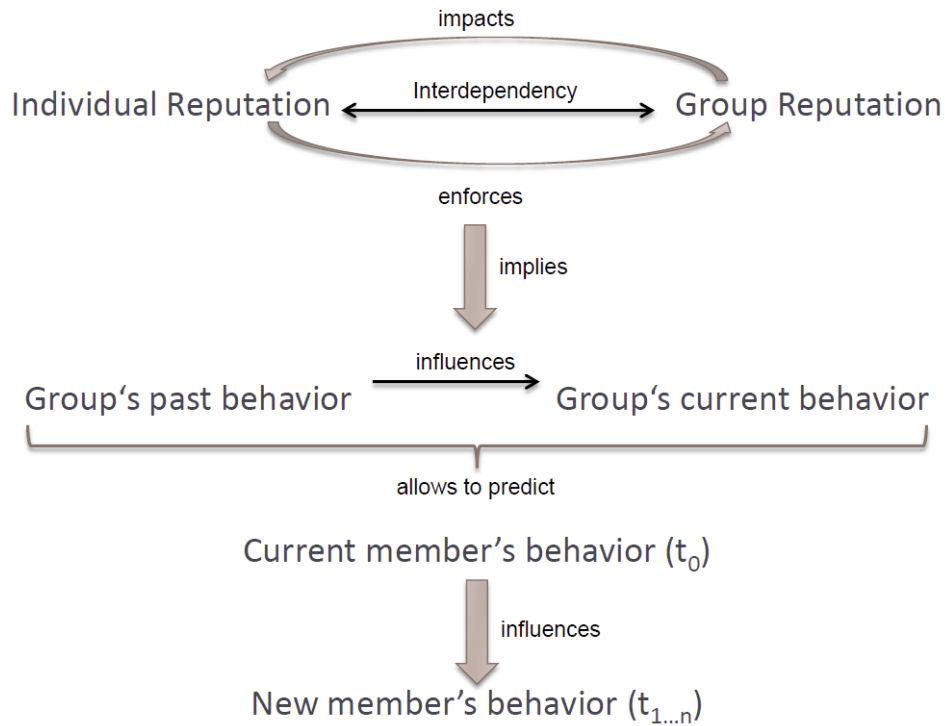 impacts
Individual Reputation Interdependency Group Reputation
enforces
implies
influences
Group‘s past behavior Group‘s current behavior
allows to predict
Current member’s behavior (t₀)
influences
New member’s behavior (t₁…ₙ)